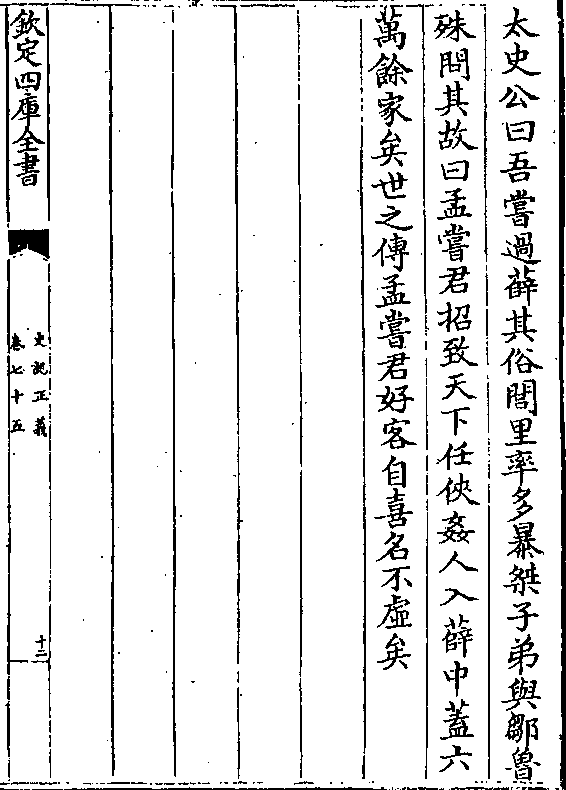 太史公曰吾嘗過薛其俗閭里率多暴桀子弟與鄒魯
殊問其故曰孟嘗君招致天下任俠姦人入薛中蓋六
萬餘家矣世之傳孟嘗君好客自喜名不虛矣
欽定四庫全書
史記正義
卷七十五
十二